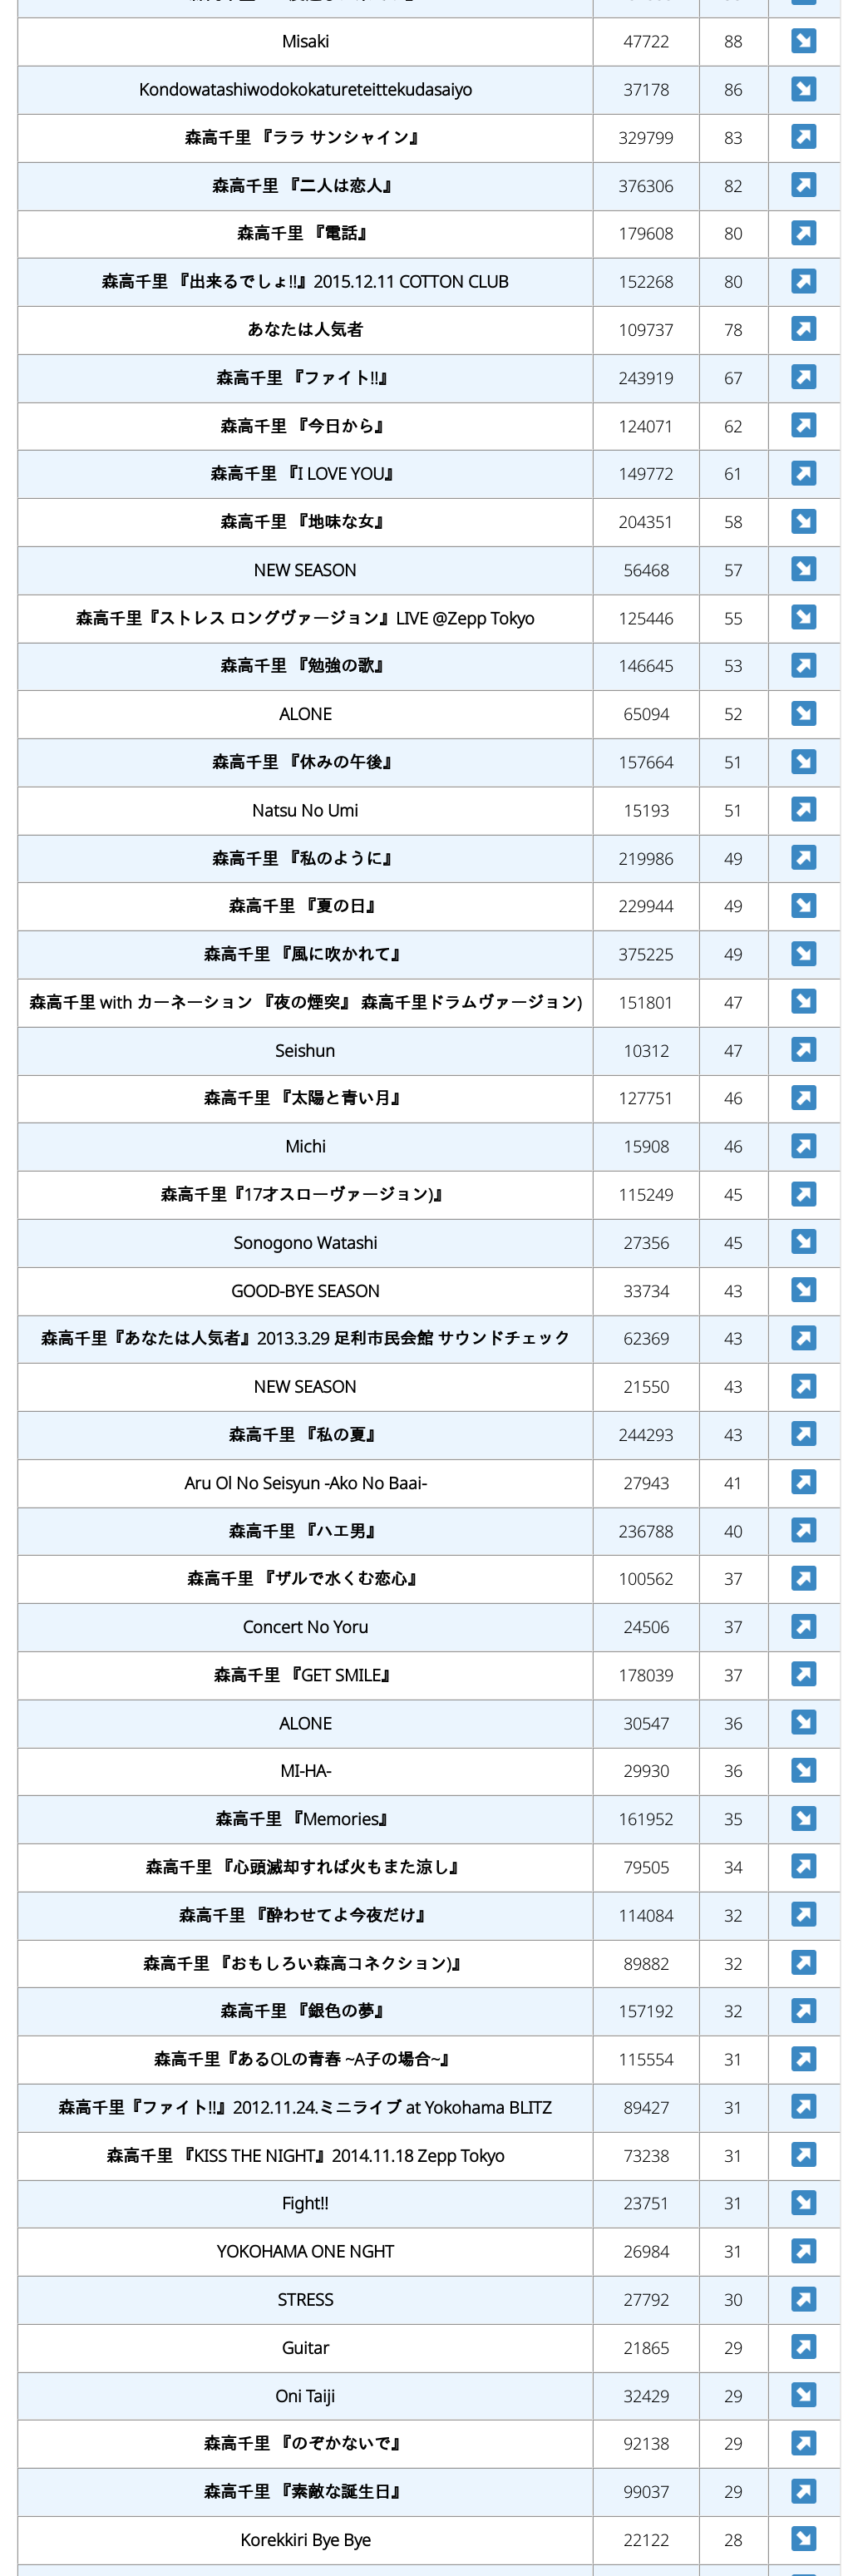 Misaki 47722 88
Kondowatashiwodokokatureteittekudasaiyo 37178 86
森高千里 『ララ サンシャイン』 329799 83
森高千里 『二人は恋人』 376306 82
森高千里 『電話』 179608 80
森高千里 『出来るでしょ!!』2015.12.11 COTTON CLUB 152268 80
あなたは人気者 109737 78
森高千里 『ファイト!!』 243919 67
森高千里 『今日から』 124071 62
森高千里 『I LOVE YOU』 149772 61
森高千里 『地味な女』 204351 58
NEW SEASON 56468 57
森高千里『ストレス ロングヴァージョン』LIVE @Zepp Tokyo 125446 55
森高千里 『勉強の歌』 146645 53
ALONE 65094 52
森高千里 『休みの午後』 157664 51
Natsu No Umi 15193 51
森高千里 『私のように』 219986 49
森高千里 『夏の日』 229944 49
森高千里 『風に吹かれて』 375225 49
森高千里 with カーネーション 『夜の煙突』 森高千里ドラムヴァージョン) 151801 47
Seishun 10312 47
森高千里 『太陽と青い月』 127751 46
Michi 15908 46
森高千里『17才スローヴァージョン)』 115249 45
Sonogono Watashi 27356 45
GOOD-BYE SEASON 33734 43
森高千里『あなたは人気者』2013.3.29 足利市民会館 サウンドチェック 62369 43
NEW SEASON 21550 43
森高千里 『私の夏』 244293 43
Aru Ol No Seisyun -Ako No Baai- 27943 41
森高千里 『ハエ男』 236788 40
森高千里 『ザルで水くむ恋心』 100562 37
Concert No Yoru 24506 37
森高千里 『GET SMILE』 178039 37
ALONE 30547 36
MI-HA- 29930 36
森高千里 『Memories』 161952 35
森高千里 『心頭滅却すれば火もまた涼し』 79505 34
森高千里 『酔わせてよ今夜だけ』 114084 32
森高千里 『おもしろい森高コネクション)』 89882 32
森高千里 『銀色の夢』 157192 32
森高千里『あるOLの青春 ~A子の場合~』 115554 31
森高千里『ファイト!!』2012.11.24.ミニライブ at Yokohama BLITZ 89427 31
森高千里 『KISS THE NIGHT』2014.11.18 Zepp Tokyo 73238 31
Fight!! 23751 31
YOKOHAMA ONE NGHT 26984 31
STRESS 27792 30
Guitar 21865 29
Oni Taiji 32429 29
森高千里 『のぞかないで』 92138 29
森高千里 『素敵な誕生日』 99037 29
Korekkiri Bye Bye 22122 28